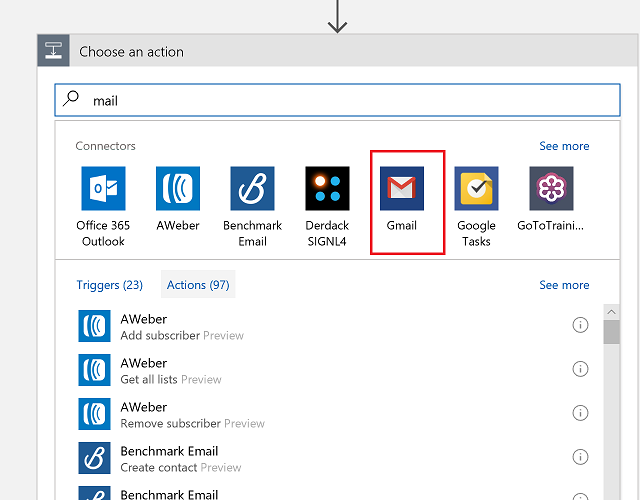 Choose an action
mail
Connectors
See more
Office 365
Outlook
AWeber
Benchmark
Email
Derdack
SIGNL4
Gmail
Google
Tasks
GoToTraini...
Triggers (23)
Actions (97)
See more
AWeber
Add subscriber Preview
AWeber
Get all lists Preview
AWeber
Remove subscriber Preview
Benchmark Email
Create contact Preview
Benchmark Email